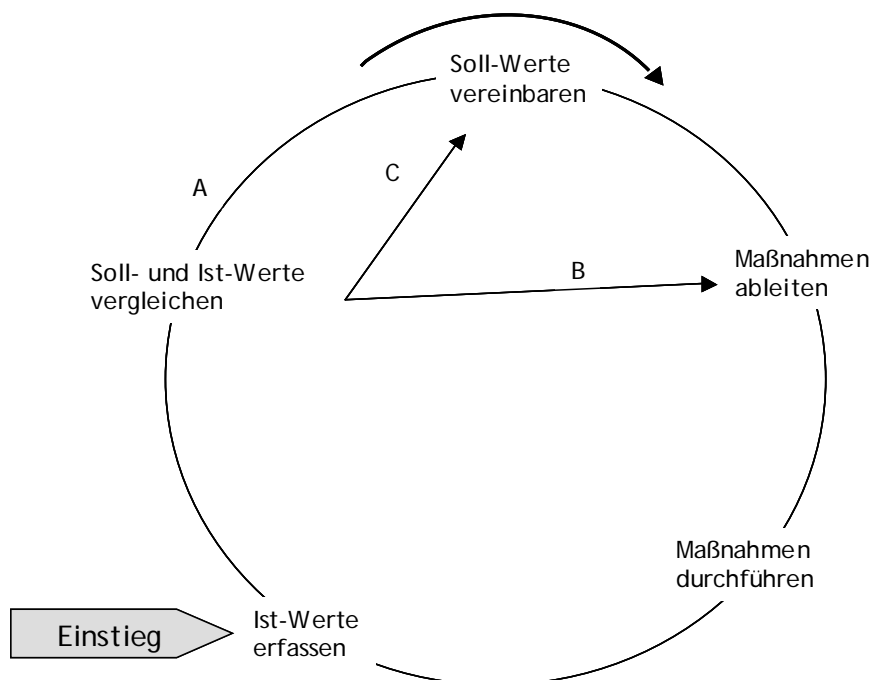 Soll-Werte
vereinbaren
C
A
Soll- und Ist-Werte
vergleichen
B
Maßnahmen
ableiten
Maßnahmen
durchführen
Ist-Werte
erfassen
Einstieg